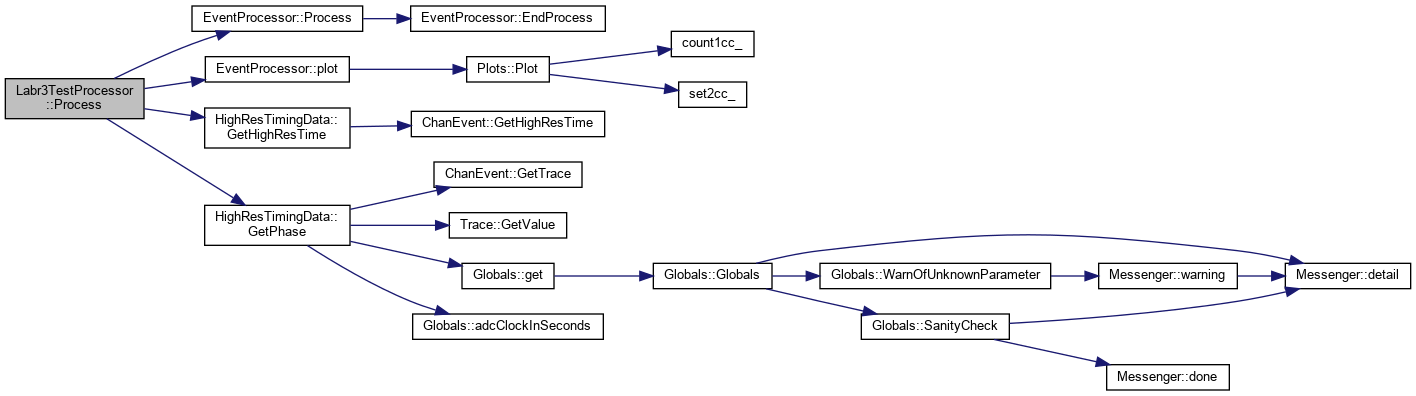 Labr3TestProcessor
::Process
EventProcessor::Process
EventProcessor::EndProcess
EventProcessor::plot
Plots::Plot
count1cc_
set2cc_
HighResTimingData::
GetHighResTime
ChanEvent::GetHighResTime
HighResTimingData::
GetPhase
ChanEvent::GetTrace
Trace::GetValue
Globals::get
Globals::adcClockInSeconds
Globals::Globals
Globals::WarnOfUnknownParameter
Messenger::warning
Messenger::detail
Globals::SanityCheck
Messenger::done